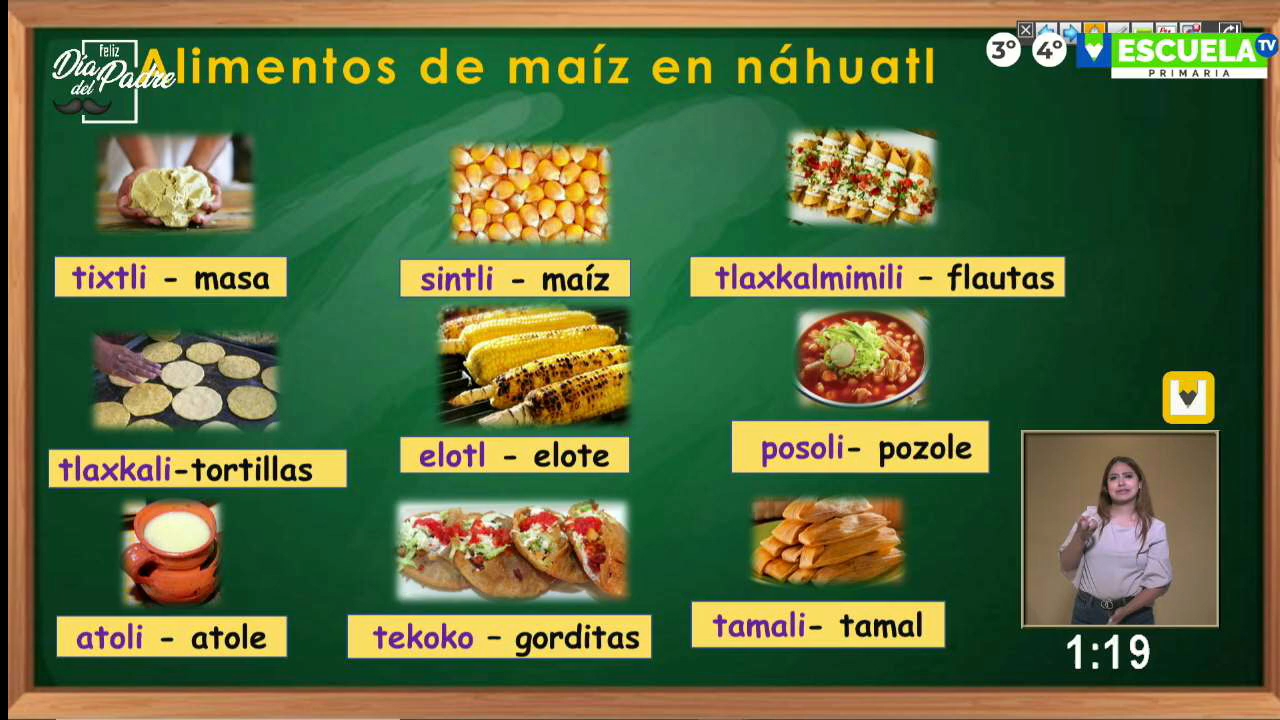 Feliz
Día
del Padre
Alimentos de maíz en náhuatl
3° 4° ESCUELA TV
PRIMARIA
tixtli - masa
sintli - maíz
tlaxkalmimili - flautas
tlaxkali-tortillas
elotl - elote
posoli- pozole
atoli - atole
tekoko - gorditas
tamali- tamal
1:19